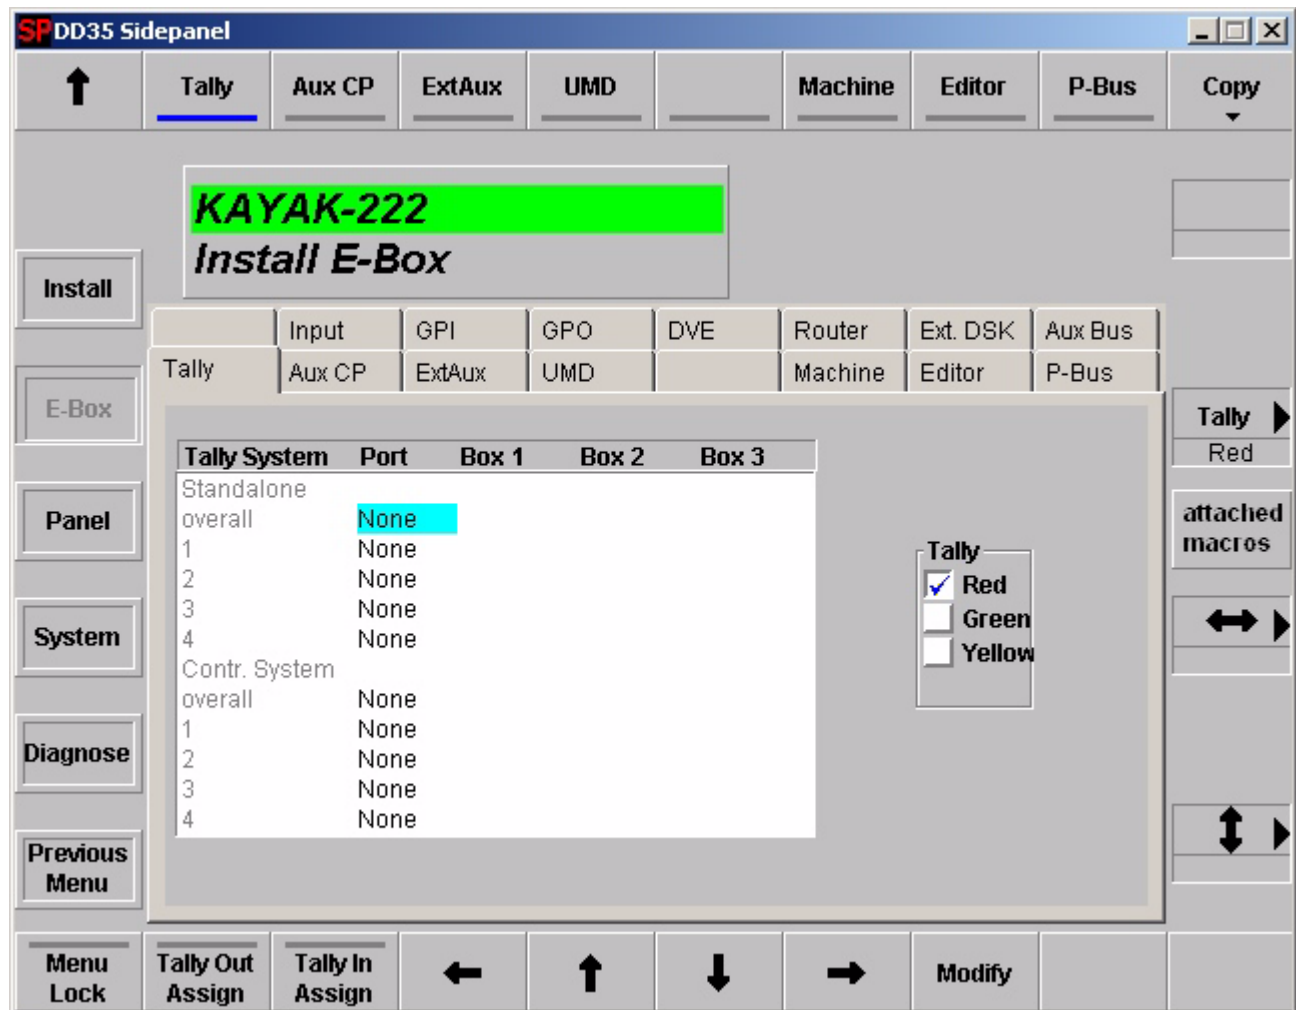 SP DD35 Sidepanel
Tally Aux CP ExtAux UMD Machine Editor P-Bus Copy
KAYAK-222
Install E-Box
Install
E-Box
Panel
System
Diagnose
Previous
Menu
Input GPI GPO DVE Router Ext. DSK Aux Bus
Tally Aux CP ExtAux UMD Machine Editor P-Bus
Tally System Port Box 1 Box 2 Box 3
Standalone
overall None
1 None
2 None
3 None
4 None
Contr. System
overall None
1 None
2 None
3 None
4 None
Tally
Red
Green
Yellow
Tally
Red
attached
macros
Menu
Lock
Tally Out
Assign
Tally In
Assign
Modify